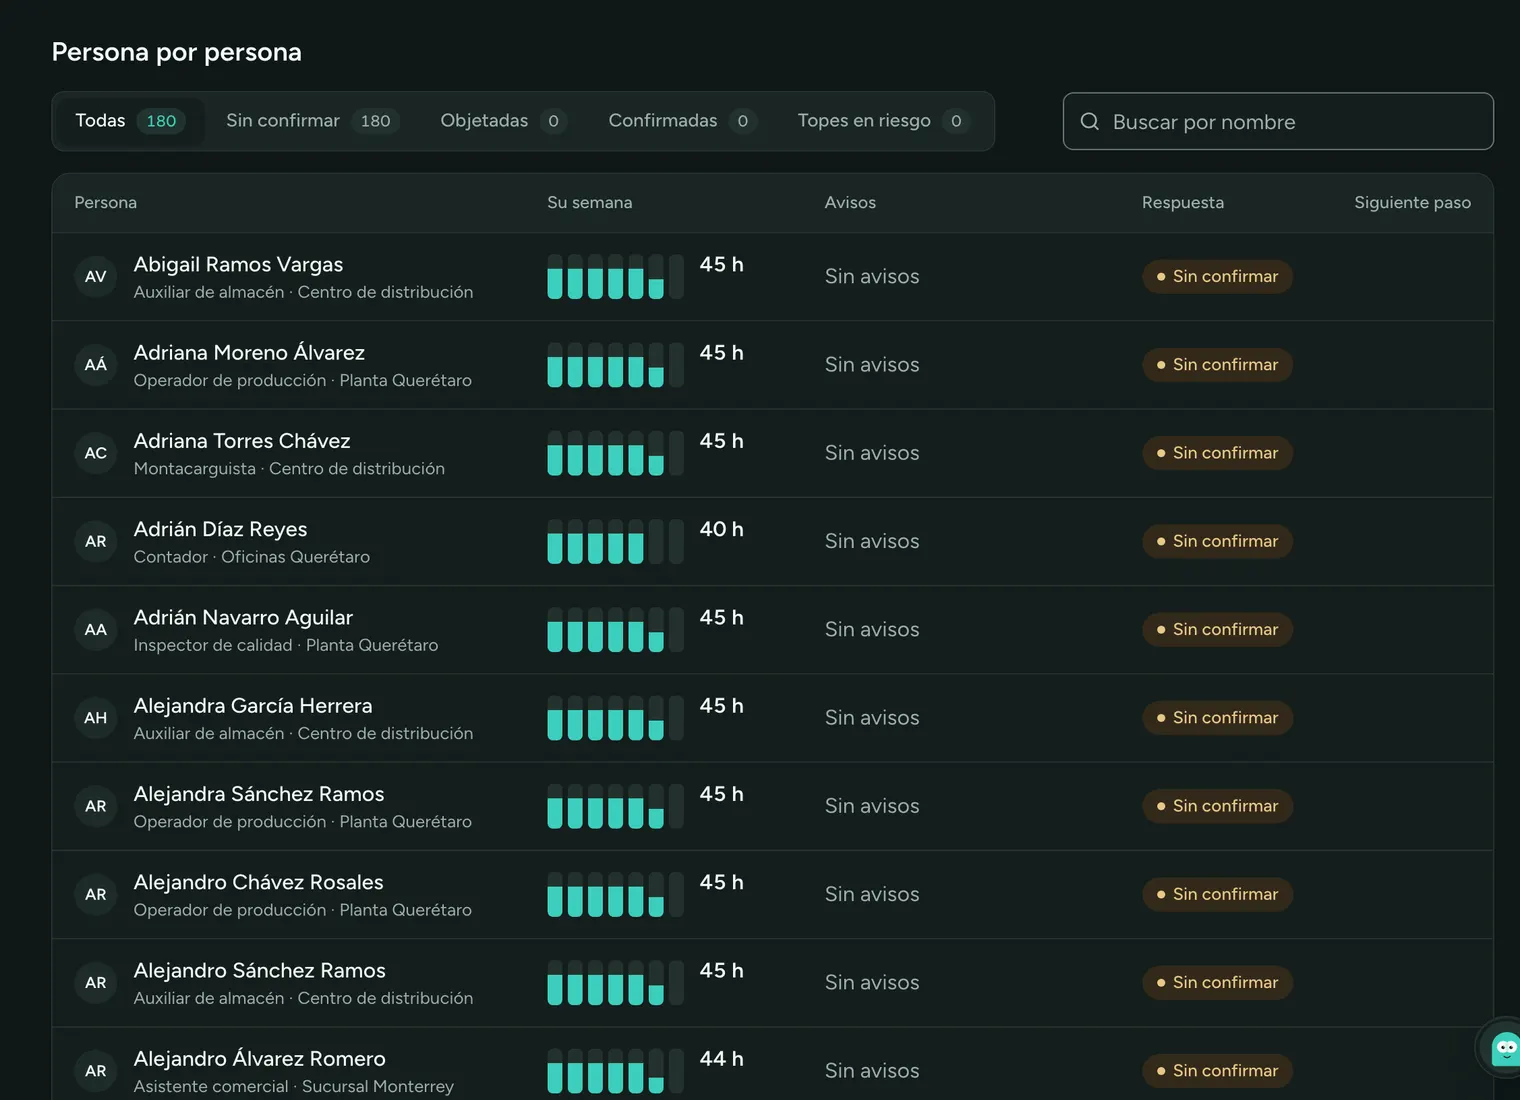 Persona por persona
Todas 180 Sin confirmar 180 Objetadas 0 Confirmadas 0 Topes en riesgo 0 Buscar por nombre
Persona Su semana Avisos Respuesta Siguiente paso
AV Abigail Ramos Vargas 45 h Sin avisos Sin confirmar
Auxiliar de almacén · Centro de distribución
AÁ Adriana Moreno Álvarez 45 h Sin avisos Sin confirmar
Operador de producción · Planta Querétaro
AC Adriana Torres Chávez 45 h Sin avisos Sin confirmar
Montacarguista · Centro de distribución
AR Adrián Díaz Reyes 40 h Sin avisos Sin confirmar
Contador · Oficinas Querétaro
AA Adrián Navarro Aguilar 45 h Sin avisos Sin confirmar
Inspector de calidad · Planta Querétaro
AH Alejandra García Herrera 45 h Sin avisos Sin confirmar
Auxiliar de almacén · Centro de distribución
AR Alejandra Sánchez Ramos 45 h Sin avisos Sin confirmar
Operador de producción · Planta Querétaro
AR Alejandro Chávez Rosales 45 h Sin avisos Sin confirmar
Operador de producción · Planta Querétaro
AR Alejandro Sánchez Ramos 45 h Sin avisos Sin confirmar
Auxiliar de almacén · Centro de distribución
AR Alejandro Álvarez Romero 44 h Sin avisos Sin confirmar
Asistente comercial · Sucursal Monterrey